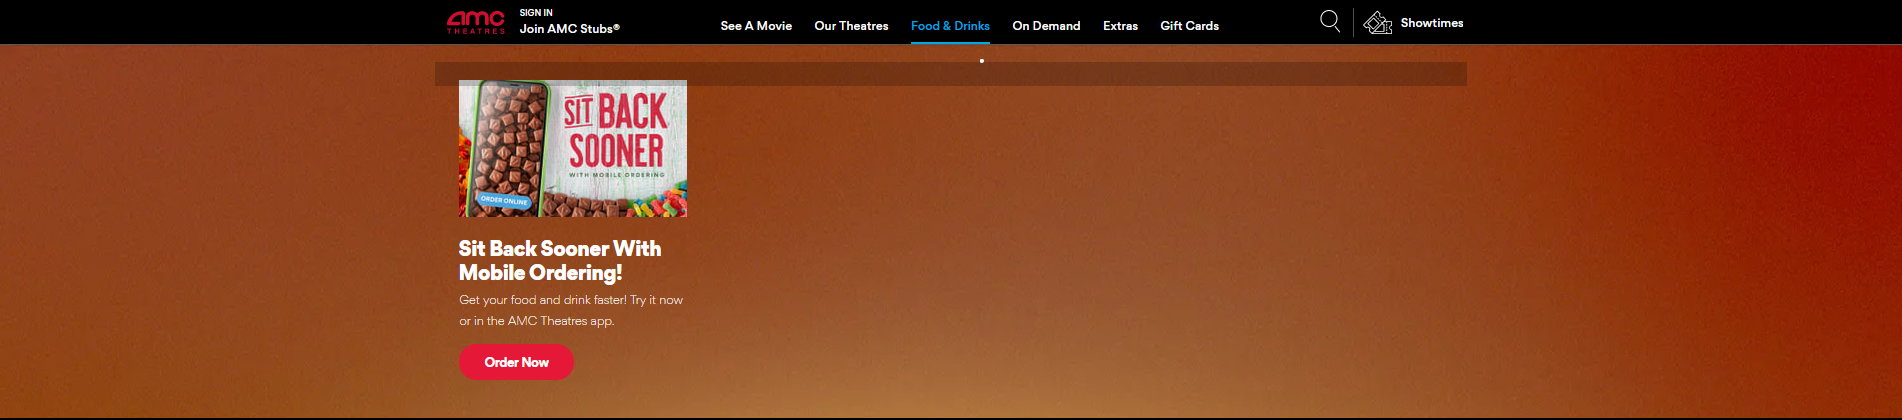 amc
THEATRES
SIGN IN
Join AMC Stubs®
See A Movie
Our Theatres
Food & Drinks
On Demand
Extras
Gift Cards
Showtimes
SIT BACK
SOONER
WITH MOBILE ORDERING
ORDER ONLINE
Sit Back Sooner With
Mobile Ordering!
Get your food and drink faster! Try it now
or in the AMC Theatres app.
Order Now